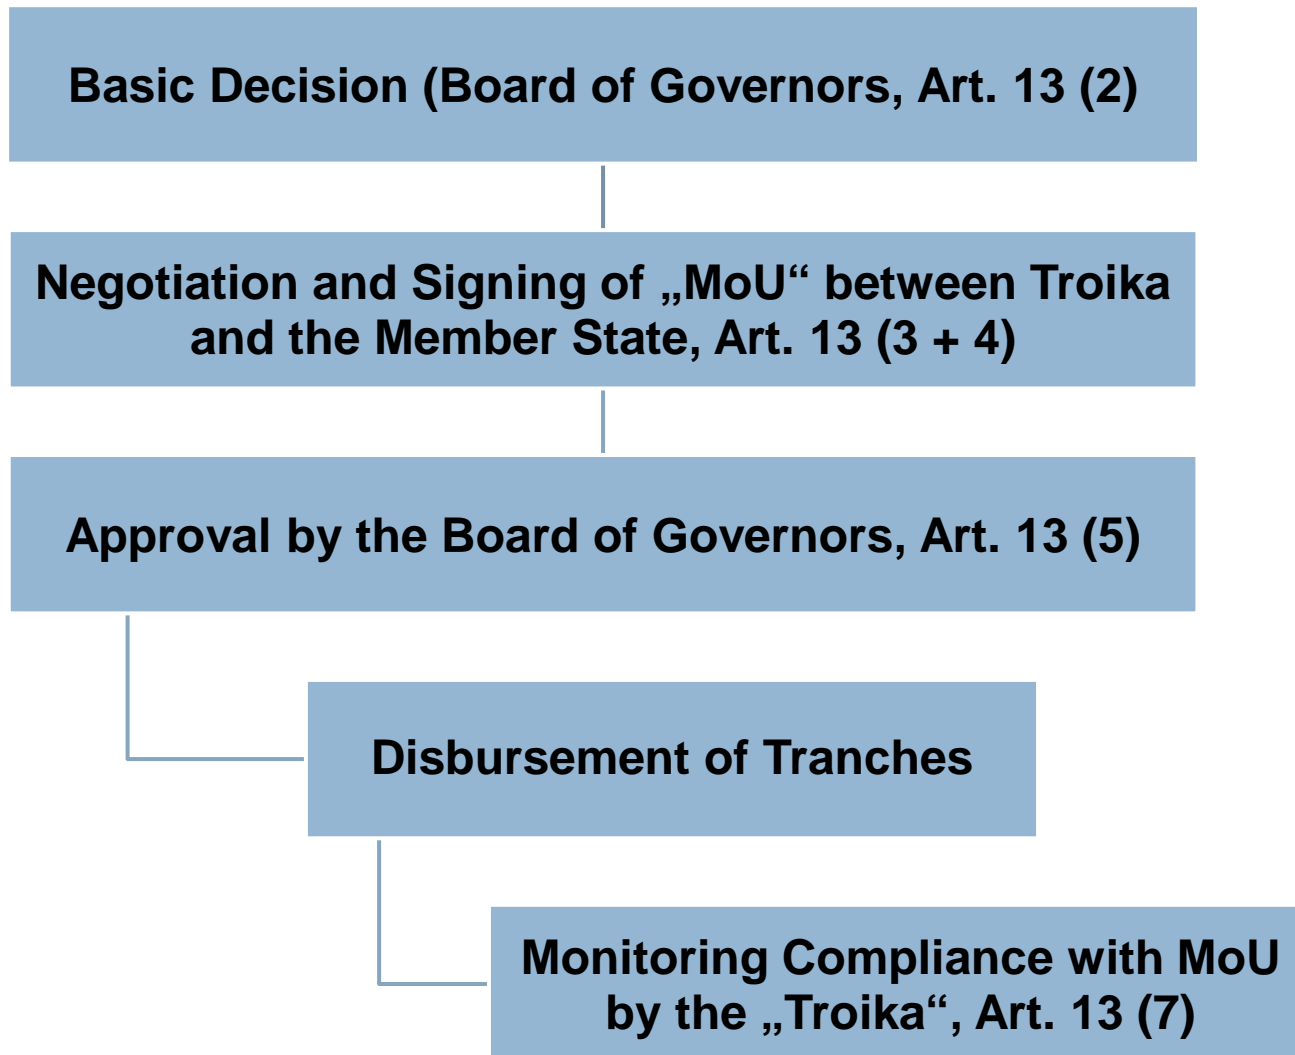 Basic Decision (Board of Governors, Art. 13 (2)
Negotiation and Signing of „MoU“ between Troika
and the Member State, Art. 13 (3 + 4)
Approval by the Board of Governors, Art. 13 (5)
Disbursement of Tranches
Monitoring Compliance with MoU
by the „Troika“, Art. 13 (7)